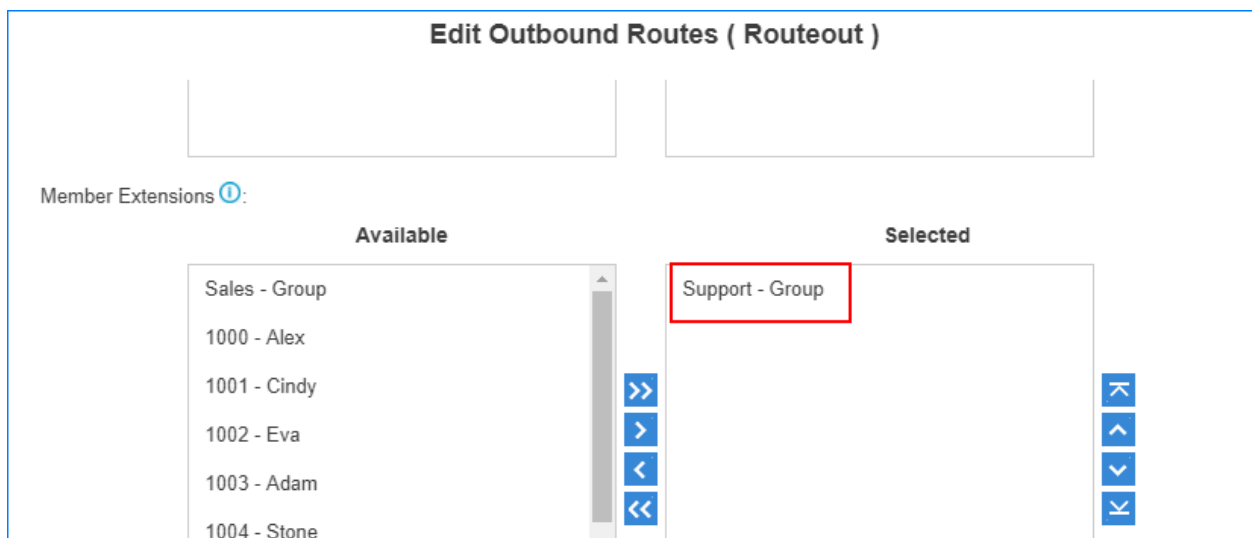 Edit Outbound Routes ( Routeout )
Member Extensions :
Available Selected
Sales - Group Support - Group
1000 - Alex
1001 - Cindy
1002 - Eva
1003 - Adam
1004 - Stone